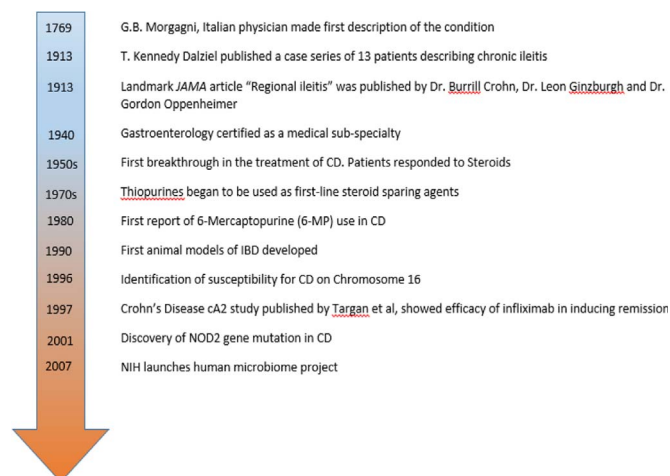 1769 G.B. Morgagni, Italian physician made first description of the condition
1913 T. Kennedy Dalziel published a case series of 13 patients describing chronic ileitis
1913 Landmark JAMA article “Regional ileitis” was published by Dr. Burrill Crohn, Dr. Leon Ginzburgh and Dr.
Gordon Oppenheimer
1940 Gastroenterology certified as a medical sub-specialty
1950s First breakthrough in the treatment of CD. Patients responded to Steroids
1970s Thiopurines began to be used as first-line steroid sparing agents
1980 First report of 6-Mercaptopurine (6-MP) use in CD
1990 First animal models of IBD developed
1996 Identification of susceptibility for CD on Chromosome 16
1997 Crohn’s Disease cA2 study published by Targan et al, showed efficacy of infliximab in inducing remission
2001 Discovery of NOD2 gene mutation in CD
2007 NIH launches human microbiome project